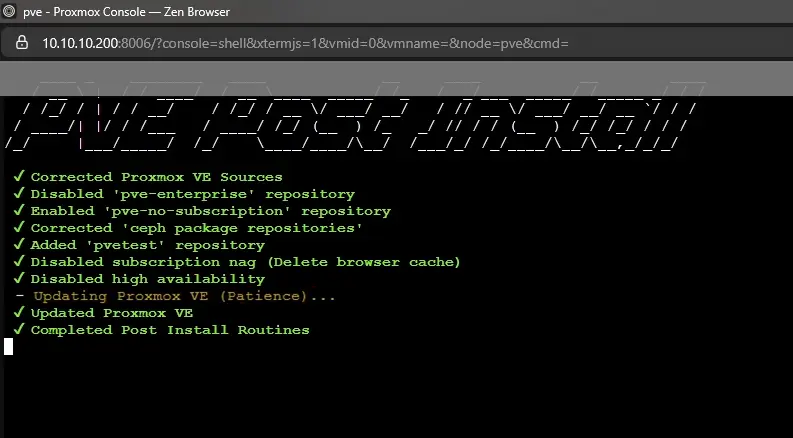 pve - Proxmox Console — Zen Browser
10.10.10.200:8006/?console=shell&xtermjs=1&vmid=0&vmname=&node=pve&cmd=
PVE Post Install
✓ Corrected Proxmox VE Sources
✓ Disabled 'pve-enterprise' repository
✓ Enabled 'pve-no-subscription' repository
✓ Corrected 'ceph package repositories'
✓ Added 'pvetest' repository
✓ Disabled subscription nag (Delete browser cache)
✓ Disabled high availability
- Updating Proxmox VE (Patience)...
✓ Updated Proxmox VE
✓ Completed Post Install Routines